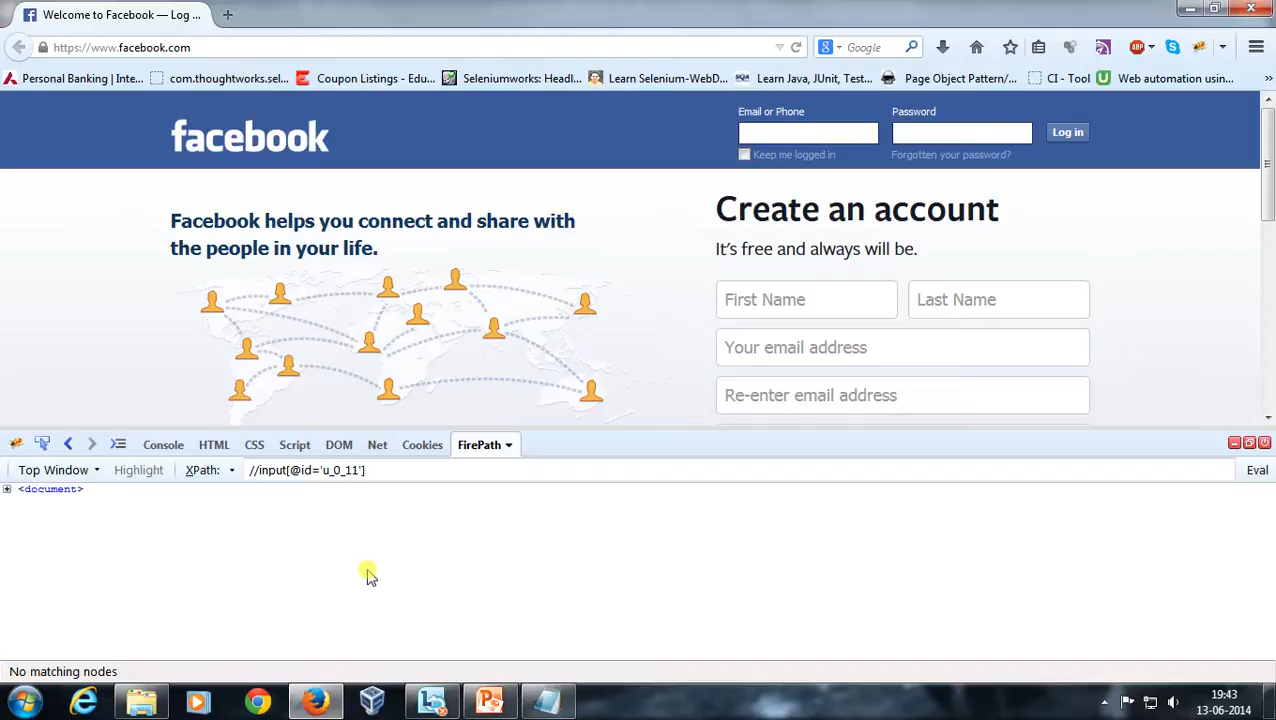 Welcome to Facebook — Log ...
https://www.facebook.com
Google
ABP
Personal Banking | Inte...
com.thoughtworks.sel...
Coupon Listings - Edu...
Seleniumworks: Headl...
Learn Selenium-WebD...
SQA
Learn Java, JUnit, Test...
Page Object Pattern/...
CI - Tool
Web automation usin...
»
facebook
Email or Phone
Password
Log in
Keep me logged in
Forgotten your password?
Facebook helps you connect and share with
the people in your life.
Create an account
It's free and always will be.
First Name
Last Name
Your email address
Re-enter email address
Console
HTML
CSS
Script
DOM
Net
Cookies
FirePath
Top Window
Highlight
XPath:
//input[@id='u_0_11']
Eval
<document>
No matching nodes
19:43
13-06-2014